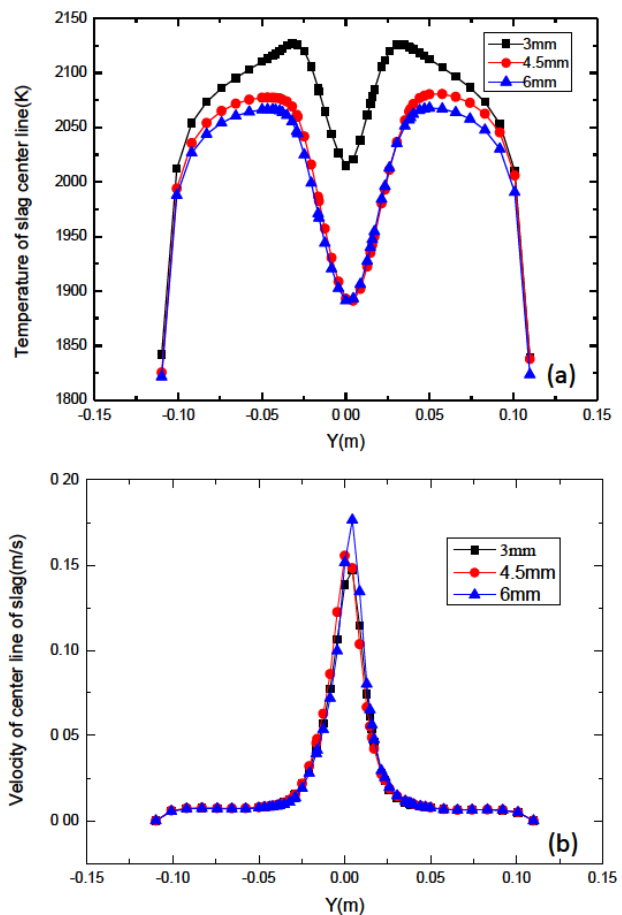 Temperature of slag center line(K)
2150
2100
2050
2000
1950
1900
1850
1800
3mm
4.5mm
6mm
(a)
-0.15 -0.10 -0.05 0.00 0.05 0.10 0.15
Y(m)
Velocity of center line of slag(m/s)
0 20
0.15
0.10
0 05
0 00
3mm
4.5mm
6mm
(b)
-0.15 -0.10 -0.05 0.00 0.05 0.10 0.15
Y(m)